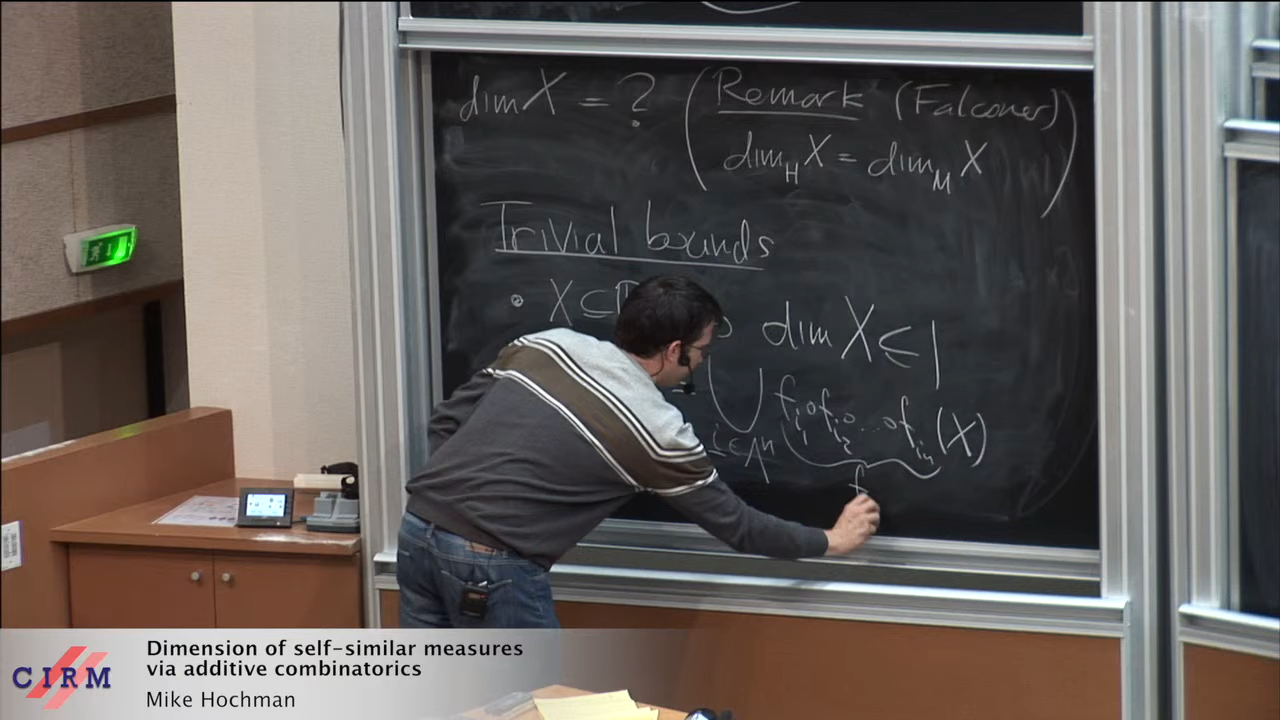 dim X = ? (Remark (Falconer)
dim_H X = dim_M X)
Trivial bounds
• X ⊆ dim X ≤ 1
⋃ f_{i_1} ∘ f_{i_2} ∘ ... ∘ f_{i_n} (X)
i ∈ Λ^n
f
CIRM
Dimension of self-similar measures
via additive combinatorics
Mike Hochman